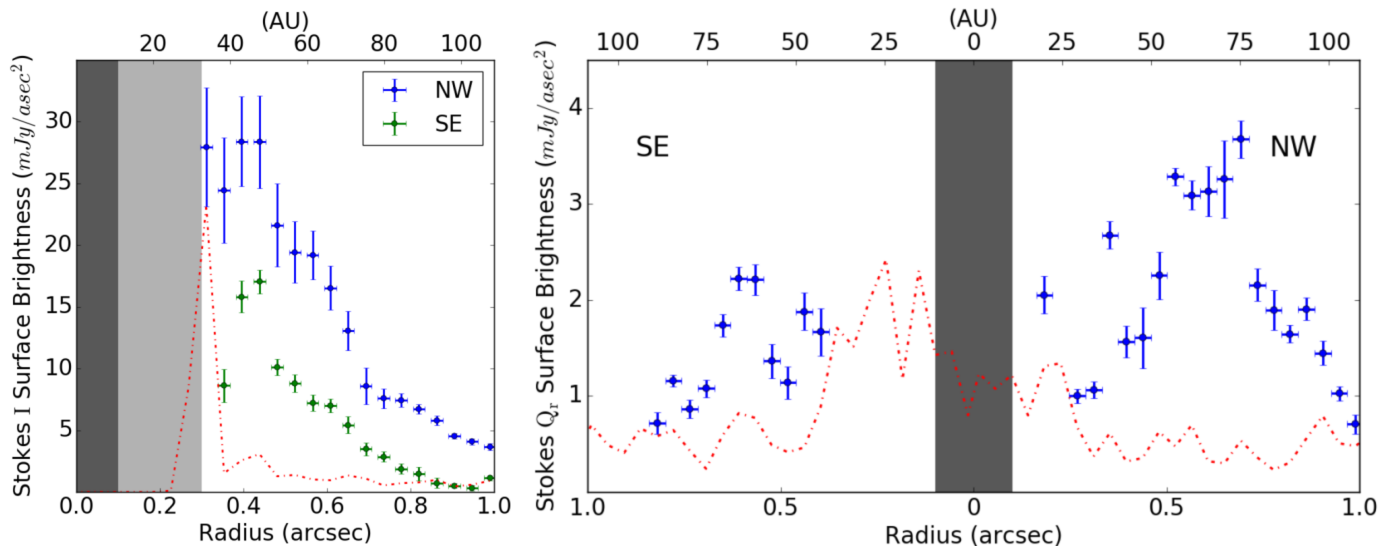 (AU)
20 40 60 80 100
Stokes I Surface Brightness (mJy/asec²)
30
25
20
15
10
5
NW
SE
0.0 0.2 0.4 0.6 0.8 1.0
Radius (arcsec)
(AU)
100 75 50 25 0 25 50 75 100
Stokes Qr Surface Brightness (mJy/asec²)
4
3
2
1
1
SE
NW
1.0 0.5 0 0.5 1.0
Radius (arcsec)